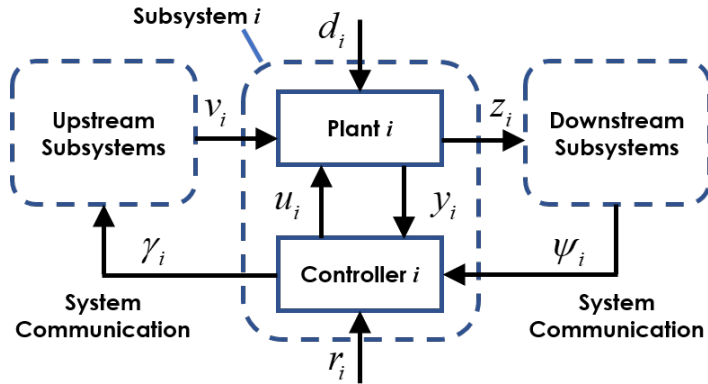 Subsystem i
d_i
Upstream
Subsystems
v_i
Plant i
z_i
Downstream
Subsystems
u_i
y_i
γ_i
Controller i
ψ_i
System
Communication
System
Communication
r_i